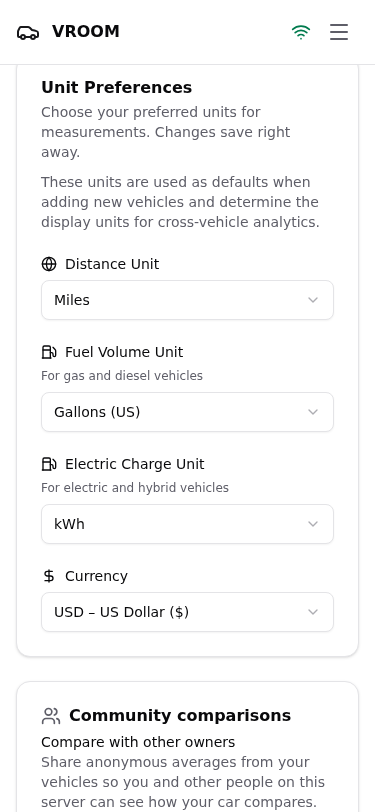 VROOM
Unit Preferences
Choose your preferred units for
measurements. Changes save right
away.
These units are used as defaults when
adding new vehicles and determine the
display units for cross-vehicle analytics.
Distance Unit
Miles
Fuel Volume Unit
For gas and diesel vehicles
Gallons (US)
Electric Charge Unit
For electric and hybrid vehicles
kWh
Currency
USD – US Dollar ($)
Community comparisons
Compare with other owners
Share anonymous averages from your
vehicles so you and other people on this
server can see how your car compares.